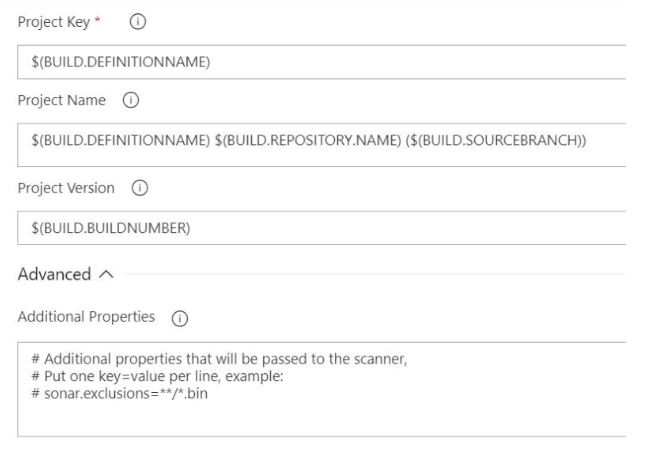 Project Key *
$(BUILD.DEFINITIONNAME)
Project Name
$(BUILD.DEFINITIONNAME) $(BUILD.REPOSITORY.NAME) ($(BUILD.SOURCEBRANCH))
Project Version
$(BUILD.BUILDNUMBER)
Advanced
Additional Properties
# Additional properties that will be passed to the scanner,
# Put one key=value per line, example:
# sonar.exclusions=**/*.bin